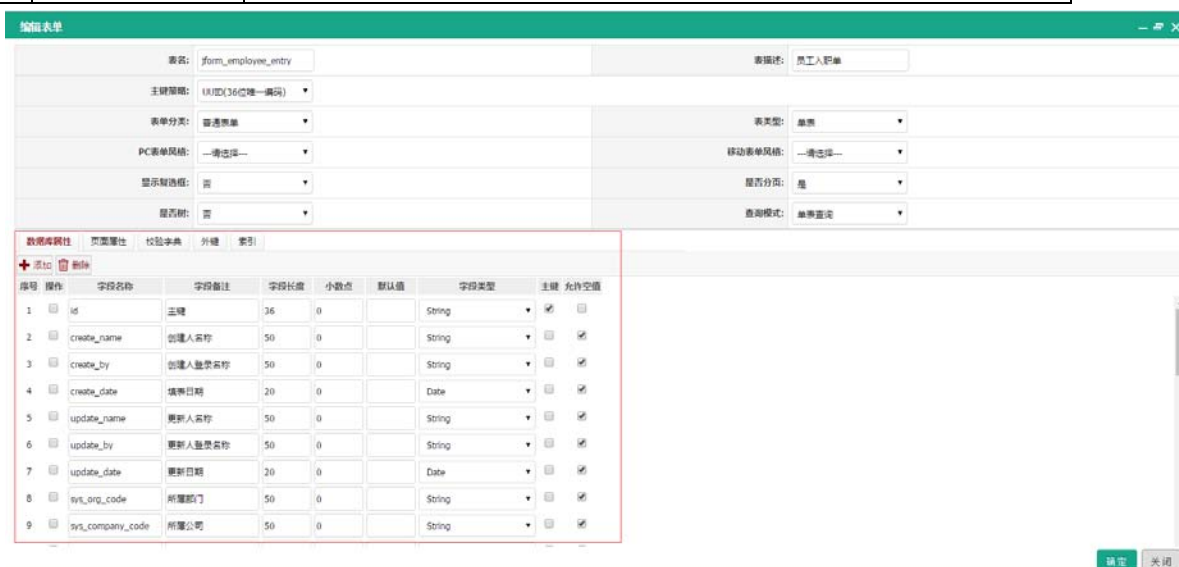 编辑表单
表名: jform_employee_entry 表描述: 员工入职单
主键策略: UUID(36位唯一编码)
表单分类: 普通表单 表类型: 单表
PC表单风格: ---请选择--- 移动表单风格: ---请选择---
显示复选框: 否 是否分页: 是
是否树: 否 查询模式: 单表查询
数据库属性 页面属性 校验字典 外键 索引
添加 删除
序号 操作 字段名称 字段备注 字段长度 小数点 默认值 字段类型 主键 允许空值
1 id 主键 36 0 String
2 create_name 创建人名称 50 0 String
3 create_by 创建人登录名称 50 0 String
4 create_date 填表日期 20 0 Date
5 update_name 更新人名称 50 0 String
6 update_by 更新人登录名称 50 0 String
7 update_date 更新日期 20 0 Date
8 sys_org_code 所属部门 50 0 String
9 sys_company_code 所属公司 50 0 String
确定 关闭